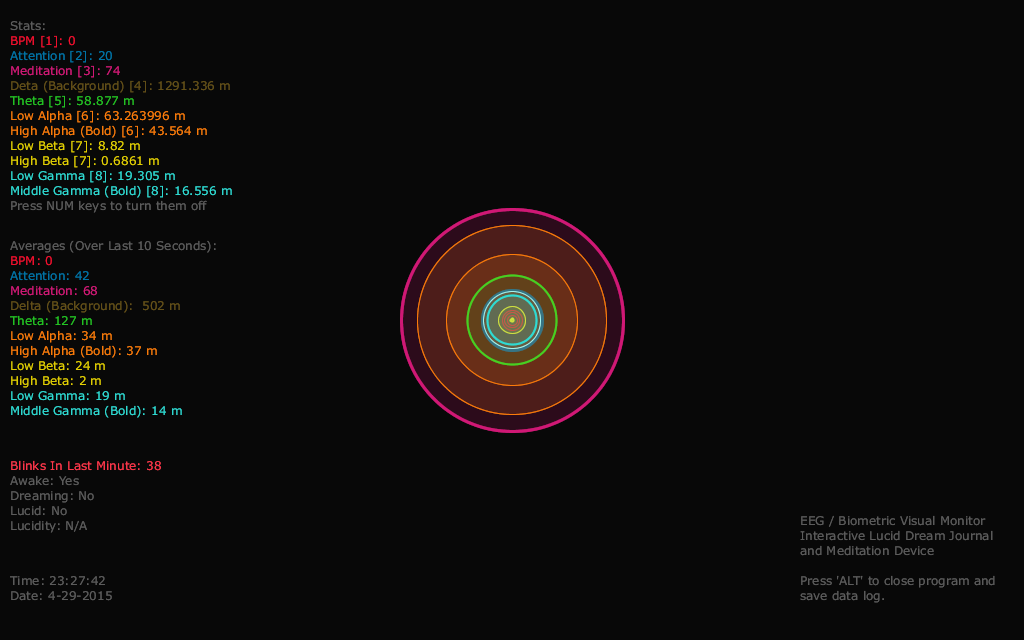 Stats:
BPM [1]: 0
Attention [2]: 20
Meditation [3]: 74
Deta (Background) [4]: 1291.336 m
Theta [5]: 58.877 m
Low Alpha [6]: 63.263996 m
High Alpha (Bold) [6]: 43.564 m
Low Beta [7]: 8.82 m
High Beta [7]: 0.6861 m
Low Gamma [8]: 19.305 m
Middle Gamma (Bold) [8]: 16.556 m
Press NUM keys to turn them off
Averages (Over Last 10 Seconds):
BPM: 0
Attention: 42
Meditation: 68
Delta (Background): 502 m
Theta: 127 m
Low Alpha: 34 m
High Alpha (Bold): 37 m
Low Beta: 24 m
High Beta: 2 m
Low Gamma: 19 m
Middle Gamma (Bold): 14 m
Blinks In Last Minute: 38
Awake: Yes
Dreaming: No
Lucid: No
Lucidity: N/A
Time: 23:27:42
Date: 4-29-2015
EEG / Biometric Visual Monitor
Interactive Lucid Dream Journal
and Meditation Device
Press 'ALT' to close program and
save data log.